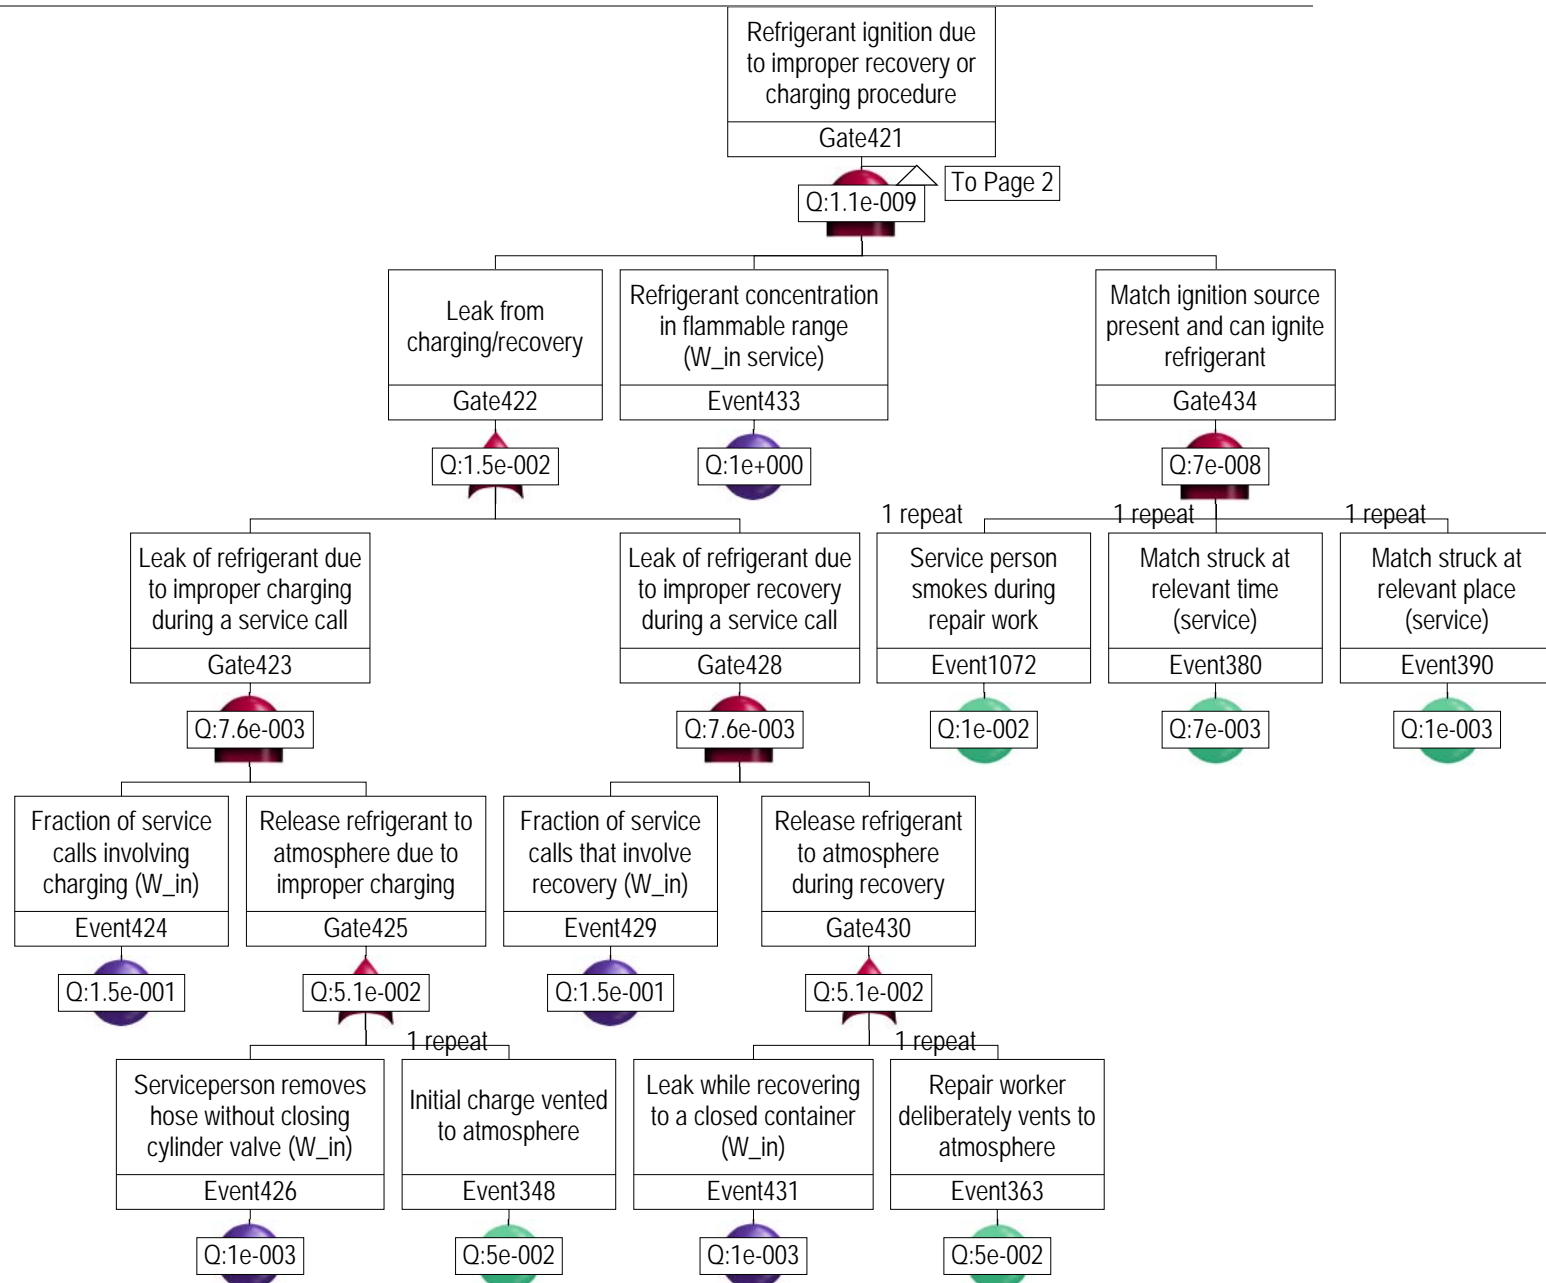 Refrigerant ignition due
to improper recovery or
charging procedure
Gate421
To Page 2
Q:1.1e-009
Leak from
charging/recovery
Gate422
Q:1.5e-002
Refrigerant concentration
in flammable range
(W_in service)
Event433
Q:1e+000
Match ignition source
present and can ignite
refrigerant
Gate434
Q:7e-008
Leak of refrigerant due
to improper charging
during a service call
Gate423
Q:7.6e-003
Leak of refrigerant due
to improper recovery
during a service call
Gate428
Q:7.6e-003
1 repeat
Service person
smokes during
repair work
Event1072
Q:1e-002
1 repeat
Match struck at
relevant time
(service)
Event380
Q:7e-003
1 repeat
Match struck at
relevant place
(service)
Event390
Q:1e-003
Fraction of service
calls involving
charging (W_in)
Event424
Q:1.5e-001
Release refrigerant to
atmosphere due to
improper charging
Gate425
Q:5.1e-002
Fraction of service
calls that involve
recovery (W_in)
Event429
Q:1.5e-001
Release refrigerant
to atmosphere
during recovery
Gate430
Q:5.1e-002
Serviceperson removes
hose without closing
cylinder valve (W_in)
Event426
Q:1e-003
1 repeat
Initial charge vented
to atmosphere
Event348
Q:5e-002
Leak while recovering
to a closed container
(W_in)
Event431
Q:1e-003
1 repeat
Repair worker
deliberately vents to
atmosphere
Event363
Q:5e-002